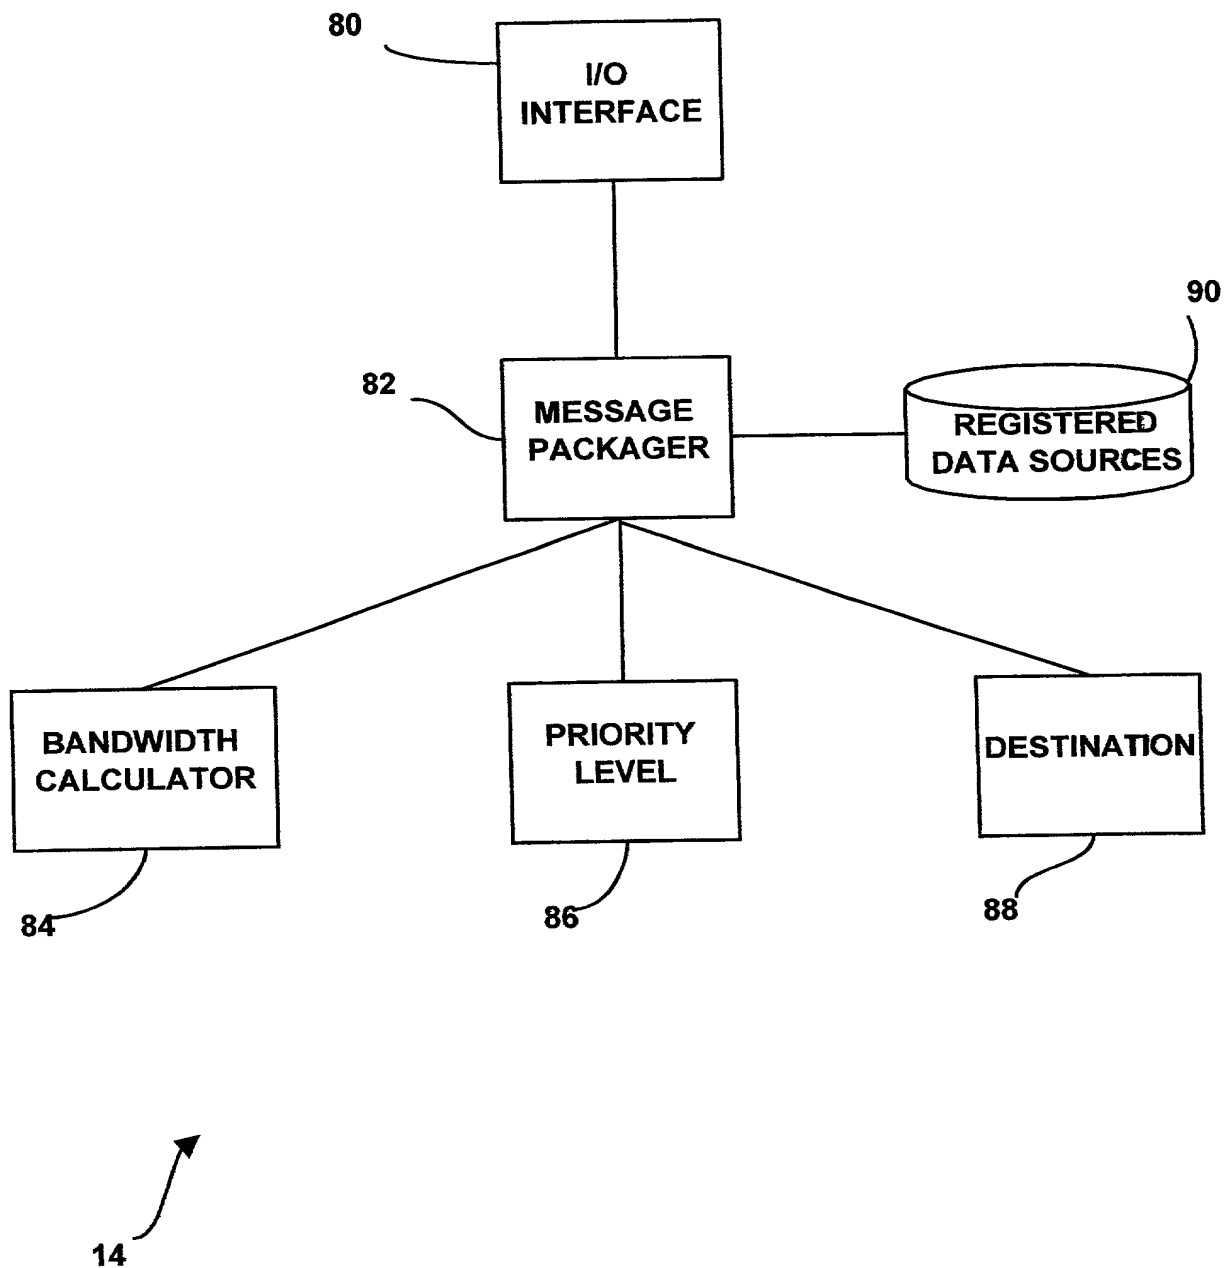 80
I/O
INTERFACE
90
82
MESSAGE
PACKAGER
REGISTERED
DATA SOURCES
BANDWIDTH
CALCULATOR
PRIORITY
LEVEL
DESTINATION
84
86
88
14